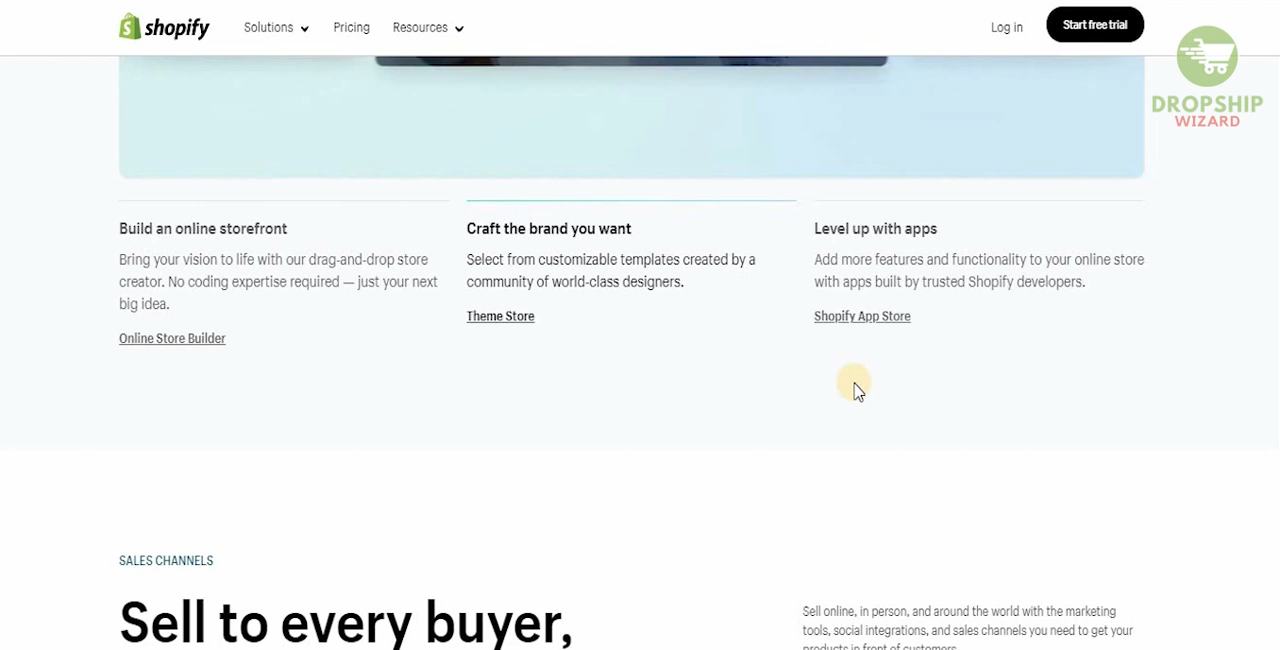 shopify
Solutions
Pricing
Resources
Log in
Start free trial
DROPSHIP
WIZARD
Build an online storefront
Bring your vision to life with our drag-and-drop store
creator. No coding expertise required — just your next
big idea.
Online Store Builder
Craft the brand you want
Select from customizable templates created by a
community of world-class designers.
Theme Store
Level up with apps
Add more features and functionality to your online store
with apps built by trusted Shopify developers.
Shopify App Store
SALES CHANNELS
Sell to every buyer,
Sell online, in person, and around the world with the marketing
tools, social integrations, and sales channels you need to get your
products in front of customers.